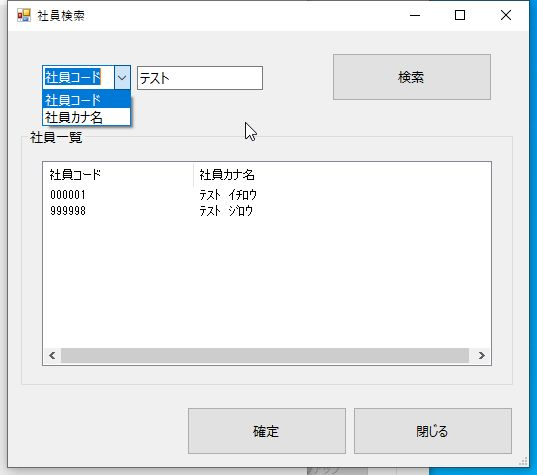 社員検索
社員コード テスト 検索
社員コード
社員カナ名
社員一覧
社員コード 社員カナ名
000001 ﾃｽﾄ ｲﾁﾛｳ
999998 ﾃｽﾄ ｼﾞﾛｳ
確定 閉じる